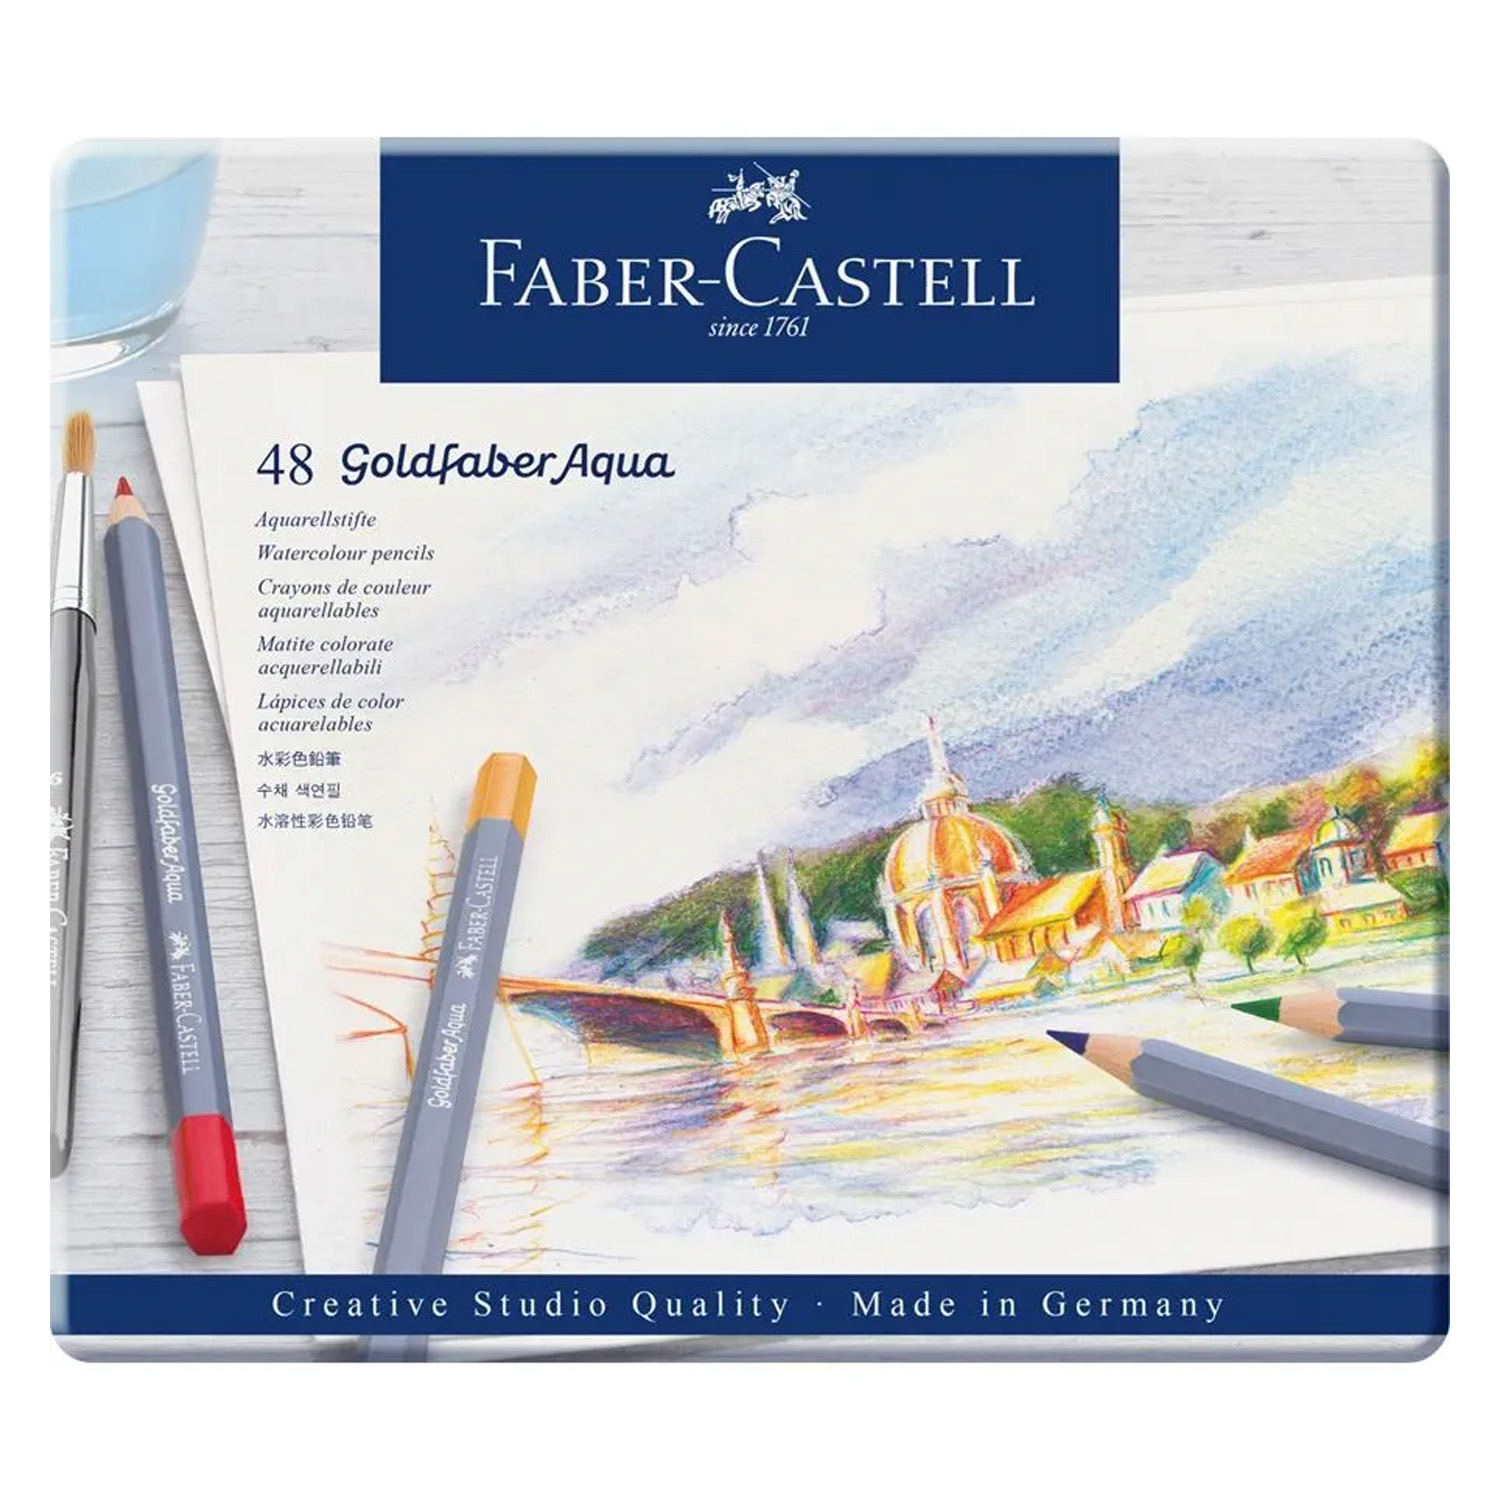 FABER-CASTELL
since 1761
48 Goldfaber Aqua
Aquarellstifte
Watercolour pencils
Crayons de couleur
aquarellables
Matite colorate
acquerellabili
Lápices de color
acuarelables
水彩色鉛筆
수채 색연필
水溶性彩色铅笔
Goldfaber Aqua
FABER-CASTELL
Goldfaber Aqua
FABER-CASTELL
FABER-CASTELL
Creative Studio Quality · Made in Germany